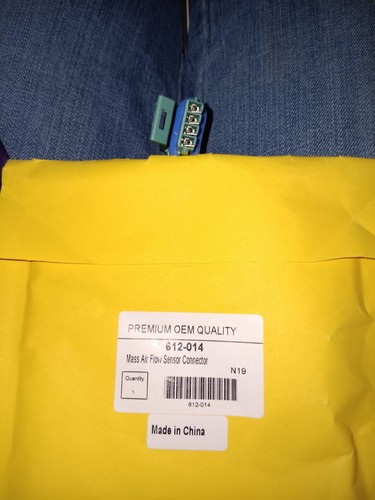 PREMIUM OEM QUALITY
612-014
Mass Air Flow Sensor Connector
N19
Quantity
1
612-014
Made in China